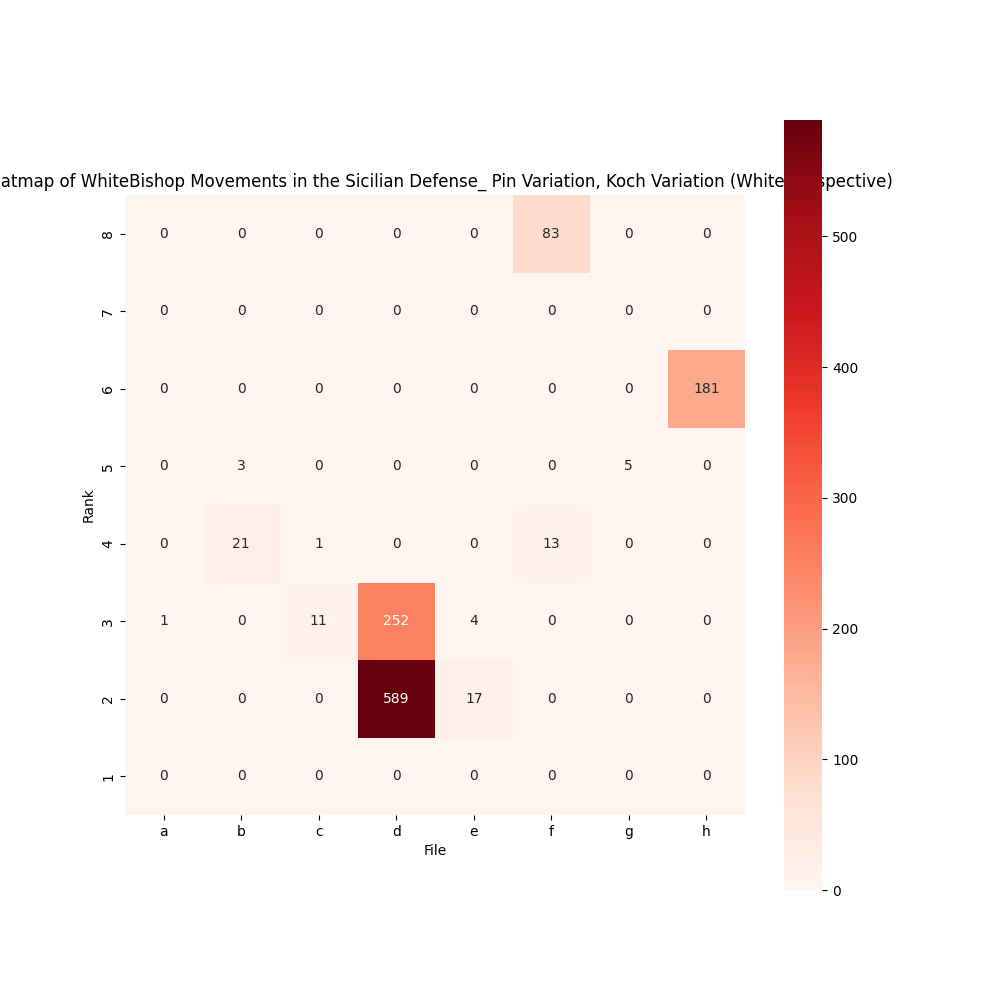 atmap of WhiteBishop Movements in the Sicilian Defense_ Pin Variation, Koch Variation (White spective)
8 0 0 0 0 0 83 0 0
7 0 0 0 0 0 0 0 0
6 0 0 0 0 0 0 0 181
5 0 3 0 0 0 0 5 0
4 0 21 1 0 0 13 0 0
3 1 0 11 252 4 0 0 0
2 0 0 0 589 17 0 0 0
1 0 0 0 0 0 0 0 0
a b c d e f g h
File
Rank
500
400
300
200
100
0